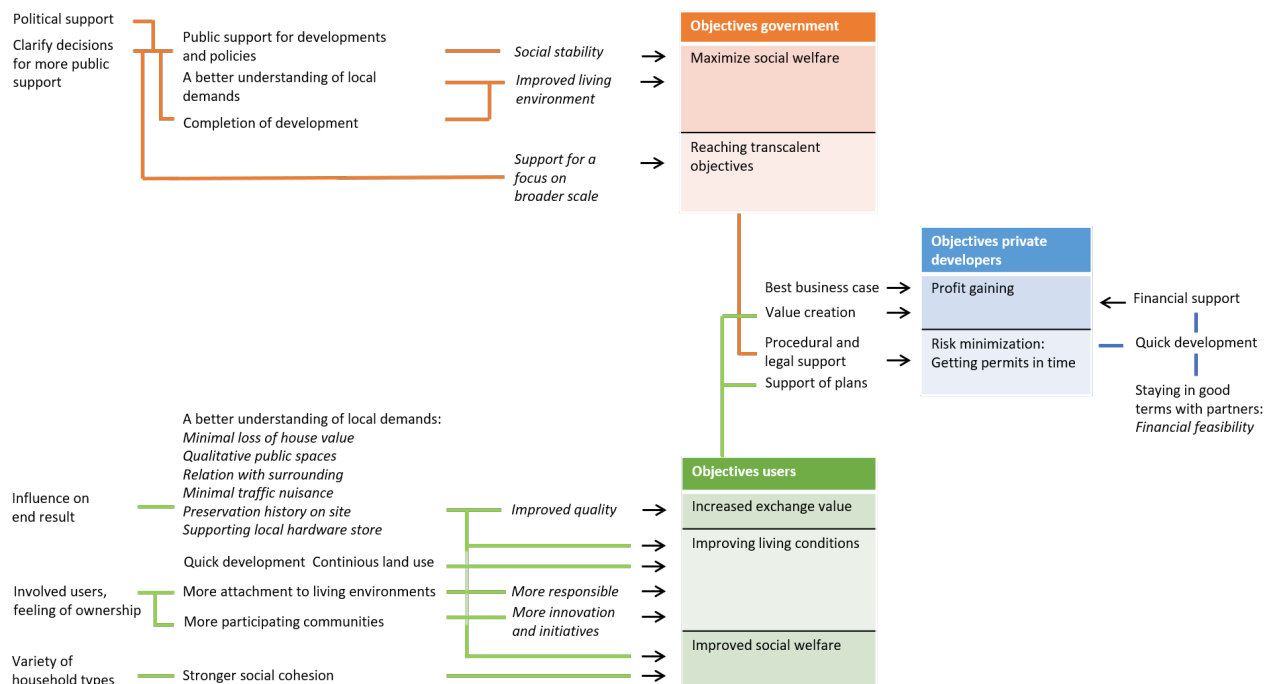 Political support
Clarify decisions
for more public
support
Public support for developments
and policies
A better understanding of local
demands
Completion of development
Social stability
Improved living
environment
Support for a
focus on
broader scale
Objectives government
Maximize social welfare
Reaching transcalent
objectives
Objectives private
developers
Best business case
Value creation
Procedural and
legal support
Support of plans
Profit gaining
Risk minimization:
Getting permits in time
Financial support
Quick development
Staying in good
terms with partners:
Financial feasibility
Influence on
end result
A better understanding of local demands:
Minimal loss of house value
Qualitative public spaces
Relation with surrounding
Minimal traffic nuisance
Preservation history on site
Supporting local hardware store
Quick development  Continious land use
Involved users,
feeling of ownership
More attachment to living environments
More participating communities
Variety of
household types
Stronger social cohesion
Improved quality
More responsible
More innovation
and initiatives
Objectives users
Increased exchange value
Improving living conditions
Improved social welfare